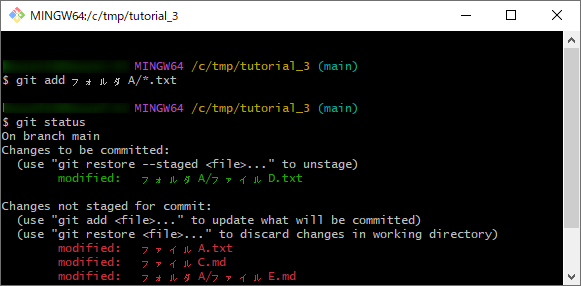 MINGW64:/c/tmp/tutorial_3
MINGW64 /c/tmp/tutorial_3 (main)
$ git add フォルダA/*.txt
MINGW64 /c/tmp/tutorial_3 (main)
$ git status
On branch main
Changes to be committed:
(use "git restore --staged <file>..." to unstage)
modified: フォルダA/ファイルD.txt
Changes not staged for commit:
(use "git add <file>..." to update what will be committed)
(use "git restore <file>..." to discard changes in working directory)
modified: ファイルA.txt
modified: ファイルC.md
modified: フォルダA/ファイルE.md